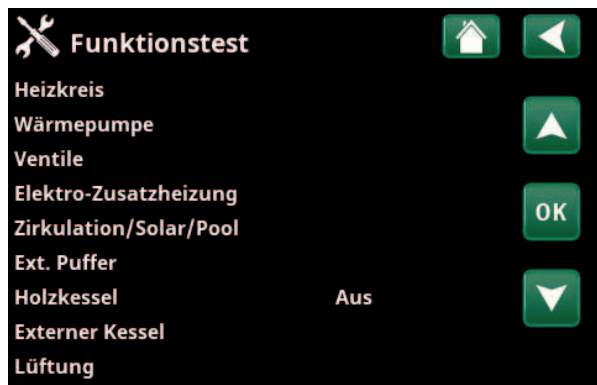 Funktionstest
Heizkreis
Wärmepumpe
Ventile
Elektro-Zusatzheizung
OK
Zirkulation/Solar/Pool
Ext. Puffer
Holzkessel Aus
Externer Kessel
Lüftung